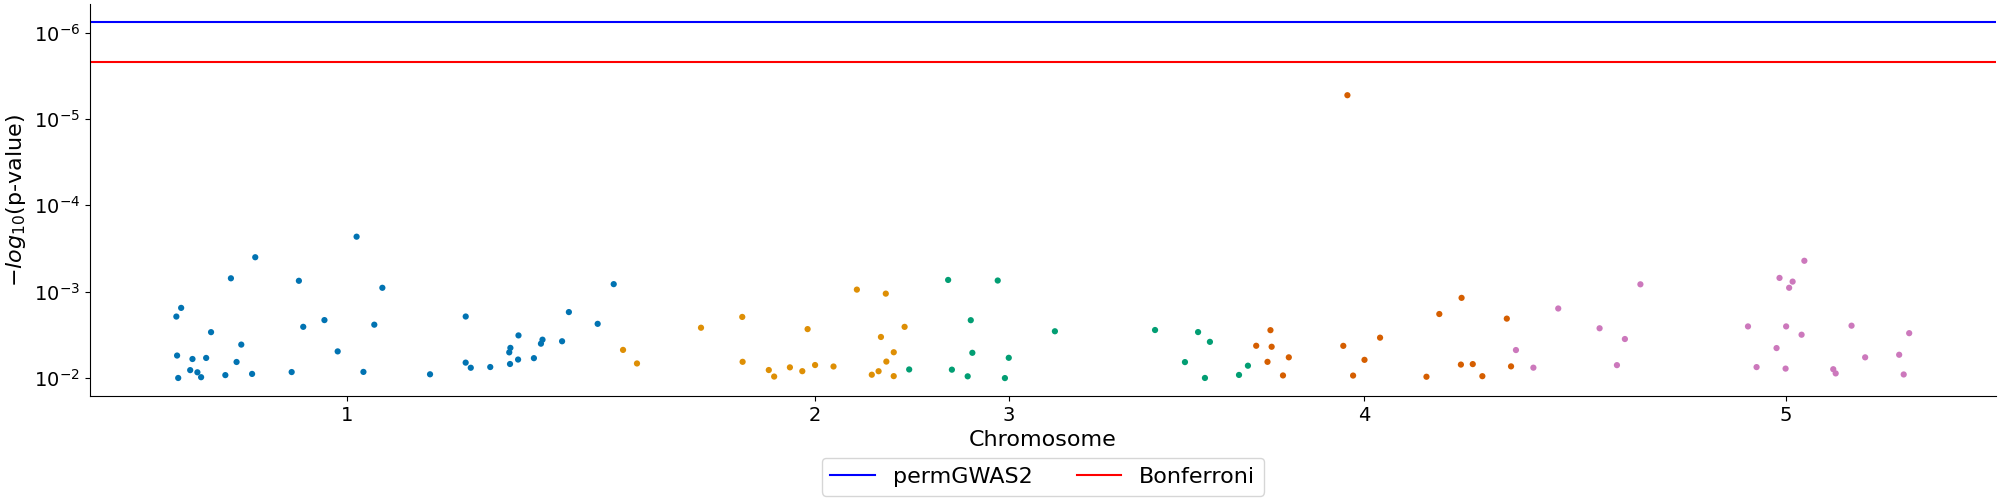 10⁻⁶
10⁻⁵
10⁻⁴
10⁻³
10⁻²
−log₁₀(p-value)
1 2 3 4 5
Chromosome
permGWAS2 Bonferroni